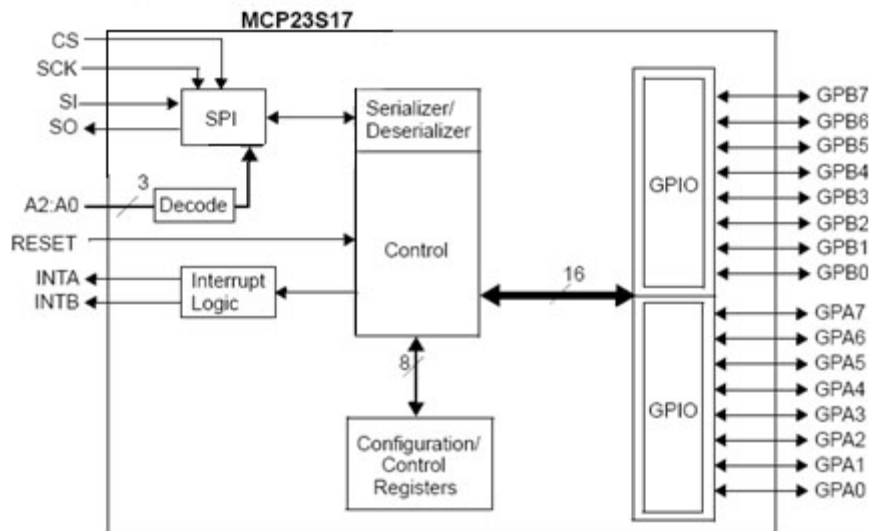 MCP23S17
CS
SCK
SI
SO
SPI
Serializer/
Deserializer
3
A2:A0
Decode
RESET
Control
INTA
INTB
Interrupt
Logic
16
8
Configuration/
Control
Registers
GPIO
GPB7
GPB6
GPB5
GPB4
GPB3
GPB2
GPB1
GPB0
GPIO
GPA7
GPA6
GPA5
GPA4
GPA3
GPA2
GPA1
GPA0